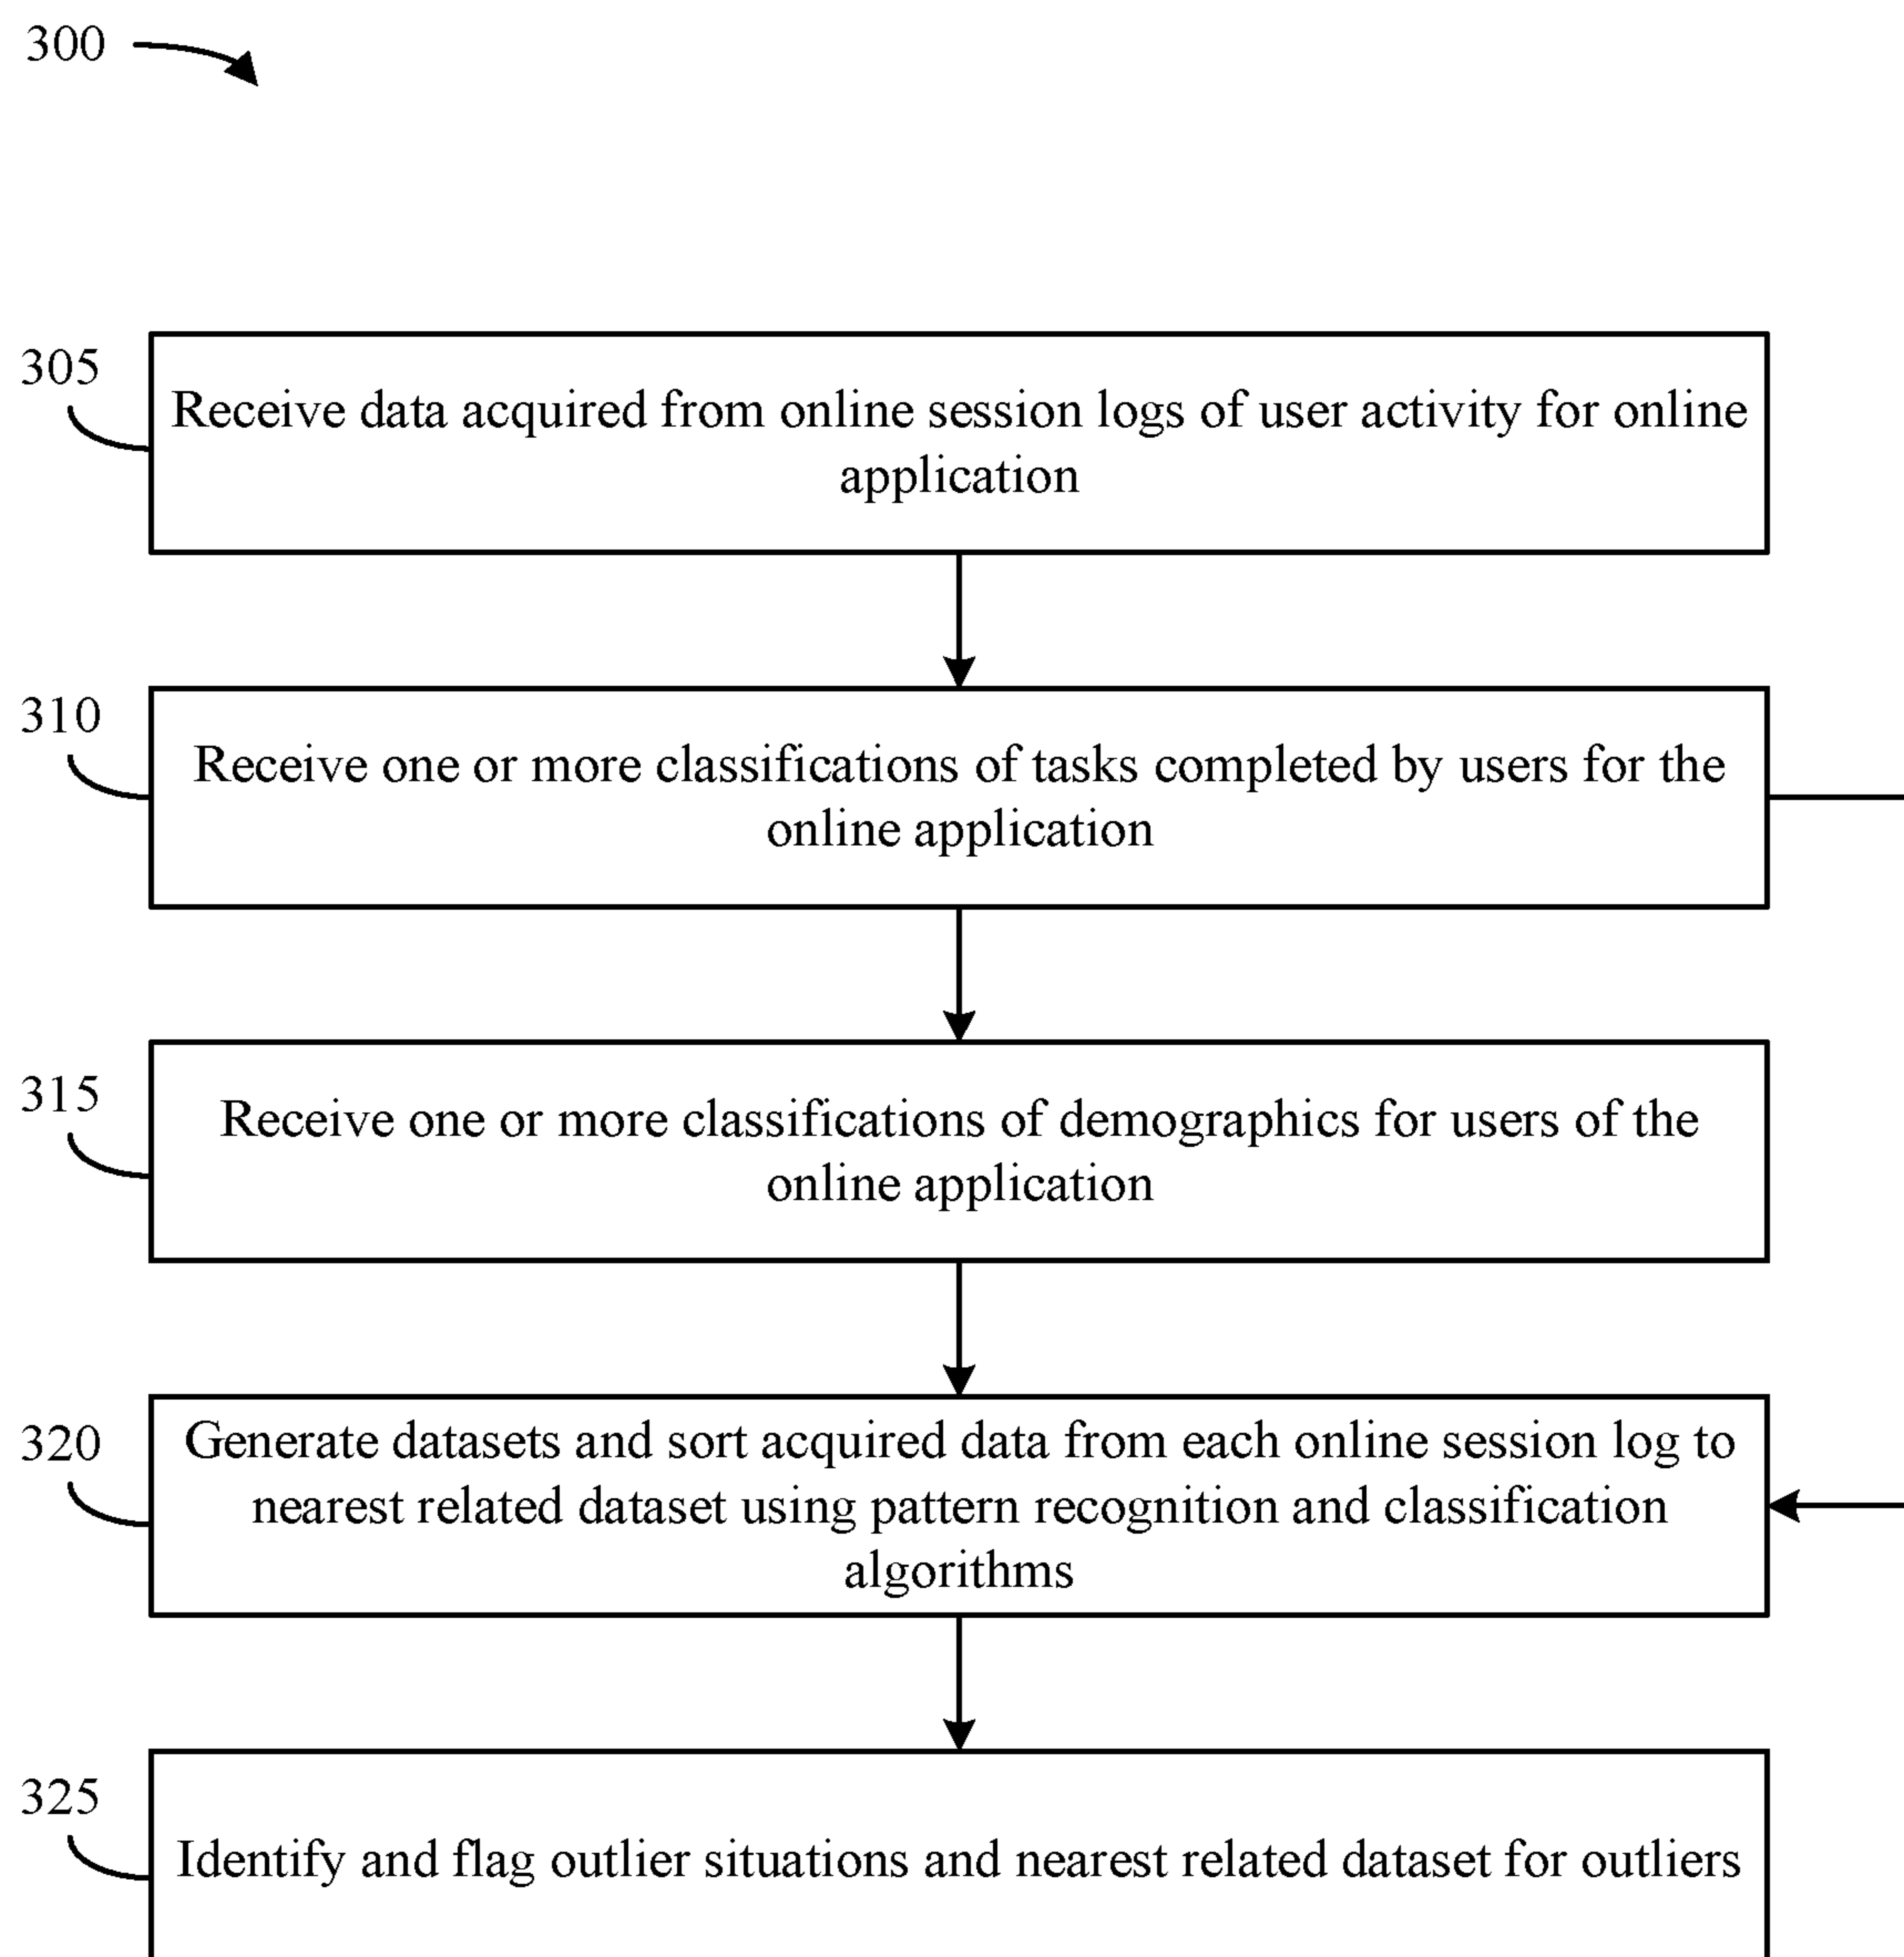 300
305
Receive data acquired from online session logs of user activity for online
application
310
Receive one or more classifications of tasks completed by users for the
online application
315
Receive one or more classifications of demographics for users of the
online application
320
Generate datasets and sort acquired data from each online session log to
nearest related dataset using pattern recognition and classification
algorithms
325
Identify and flag outlier situations and nearest related dataset for outliers